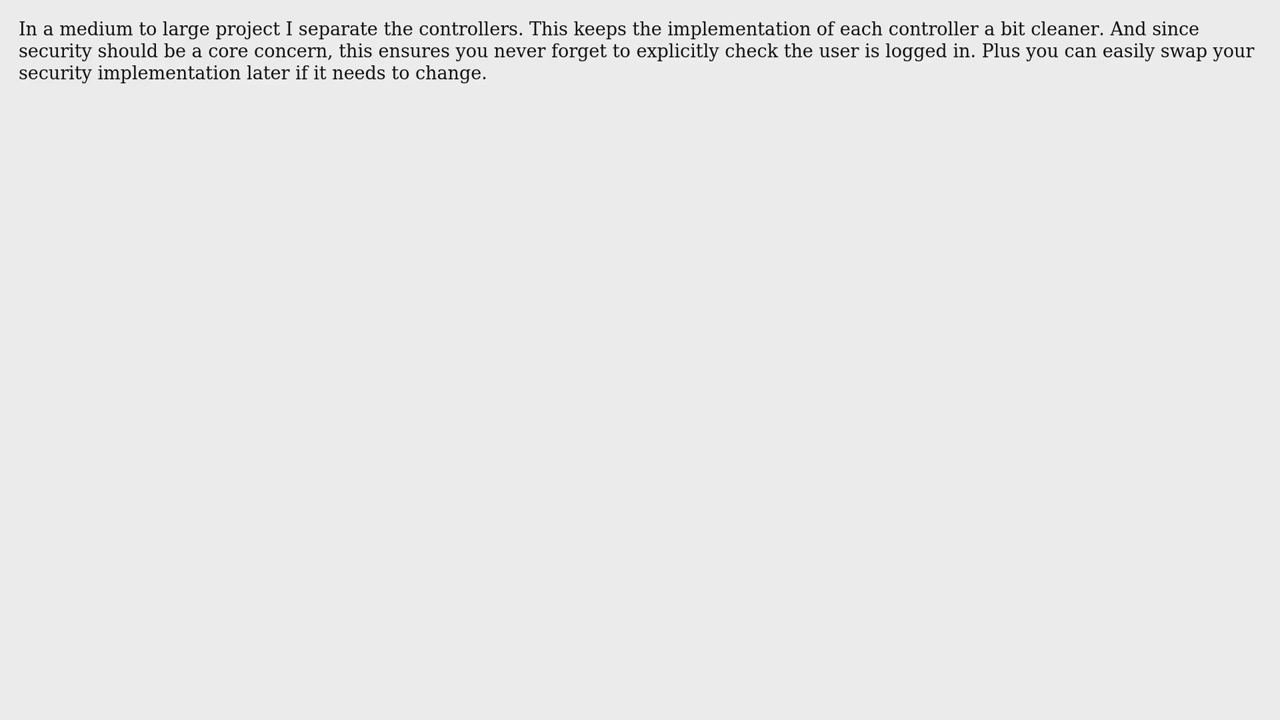 In a medium to large project I separate the controllers. This keeps the implementation of each controller a bit cleaner. And since
security should be a core concern, this ensures you never forget to explicitly check the user is logged in. Plus you can easily swap your
security implementation later if it needs to change.